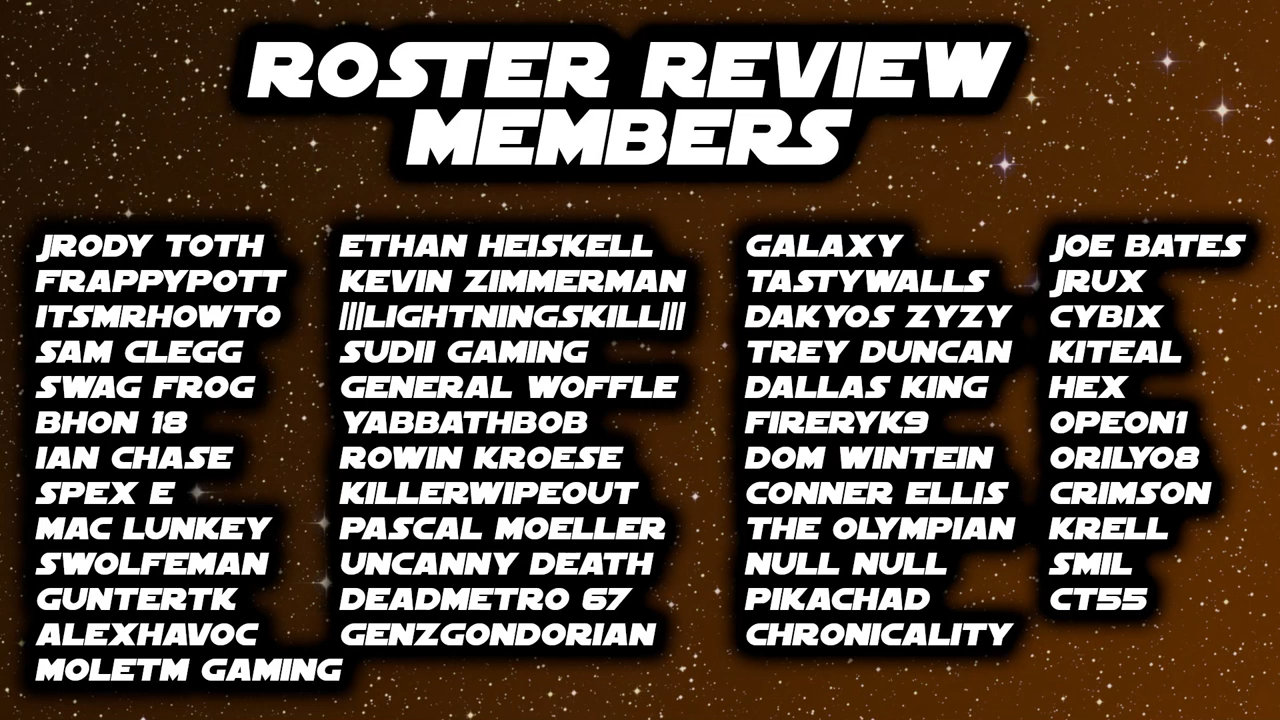 ROSTER REVIEW
MEMBERS
JRODY TOTH
FRAPPYPOTT
ITSMRHOWTO
SAM CLEGG
SWAG FROG
BHON 18
IAN CHASE
SPEX E
MAC LUNKEY
SWOLFEMAN
GUNTERTK
ALEXHAVOC
MOLETM GAMING
ETHAN HEISKELL
KEVIN ZIMMERMAN
|||LIGHTNINGSKILL|||
SUDII GAMING
GENERAL WOFFLE
YABBATHBOB
ROWIN KROESE
KILLERWIPEOUT
PASCAL MOELLER
UNCANNY DEATH
DEADMETRO 67
GENZGONDORIAN
GALAXY
TASTYWALLS
DAKYOS ZYZY
TREY DUNCAN
DALLAS KING
FIRERYK9
DOM WINTEIN
CONNER ELLIS
THE OLYMPIAN
NULL NULL
PIKACHAD
CHRONICALITY
JOE BATES
JRUX
CYBIX
KITEAL
HEX
OPEON1
ORILYO8
CRIMSON
KRELL
SMIL
CT55